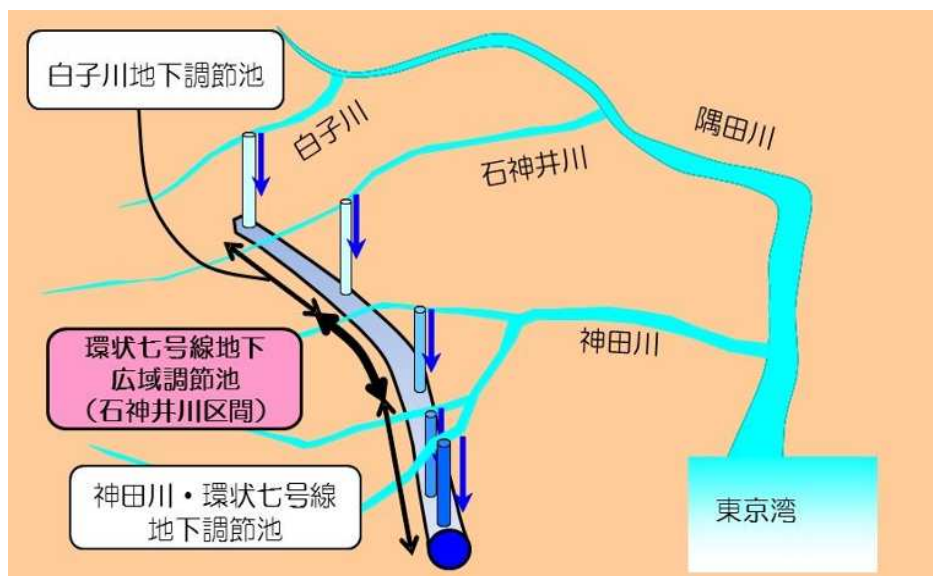 白子川地下調節池
白子川
石神井川
隅田川
環状七号線地下
広域調節池
（石神井川区間）
神田川
神田川・環状七号線
地下調節池
東京湾